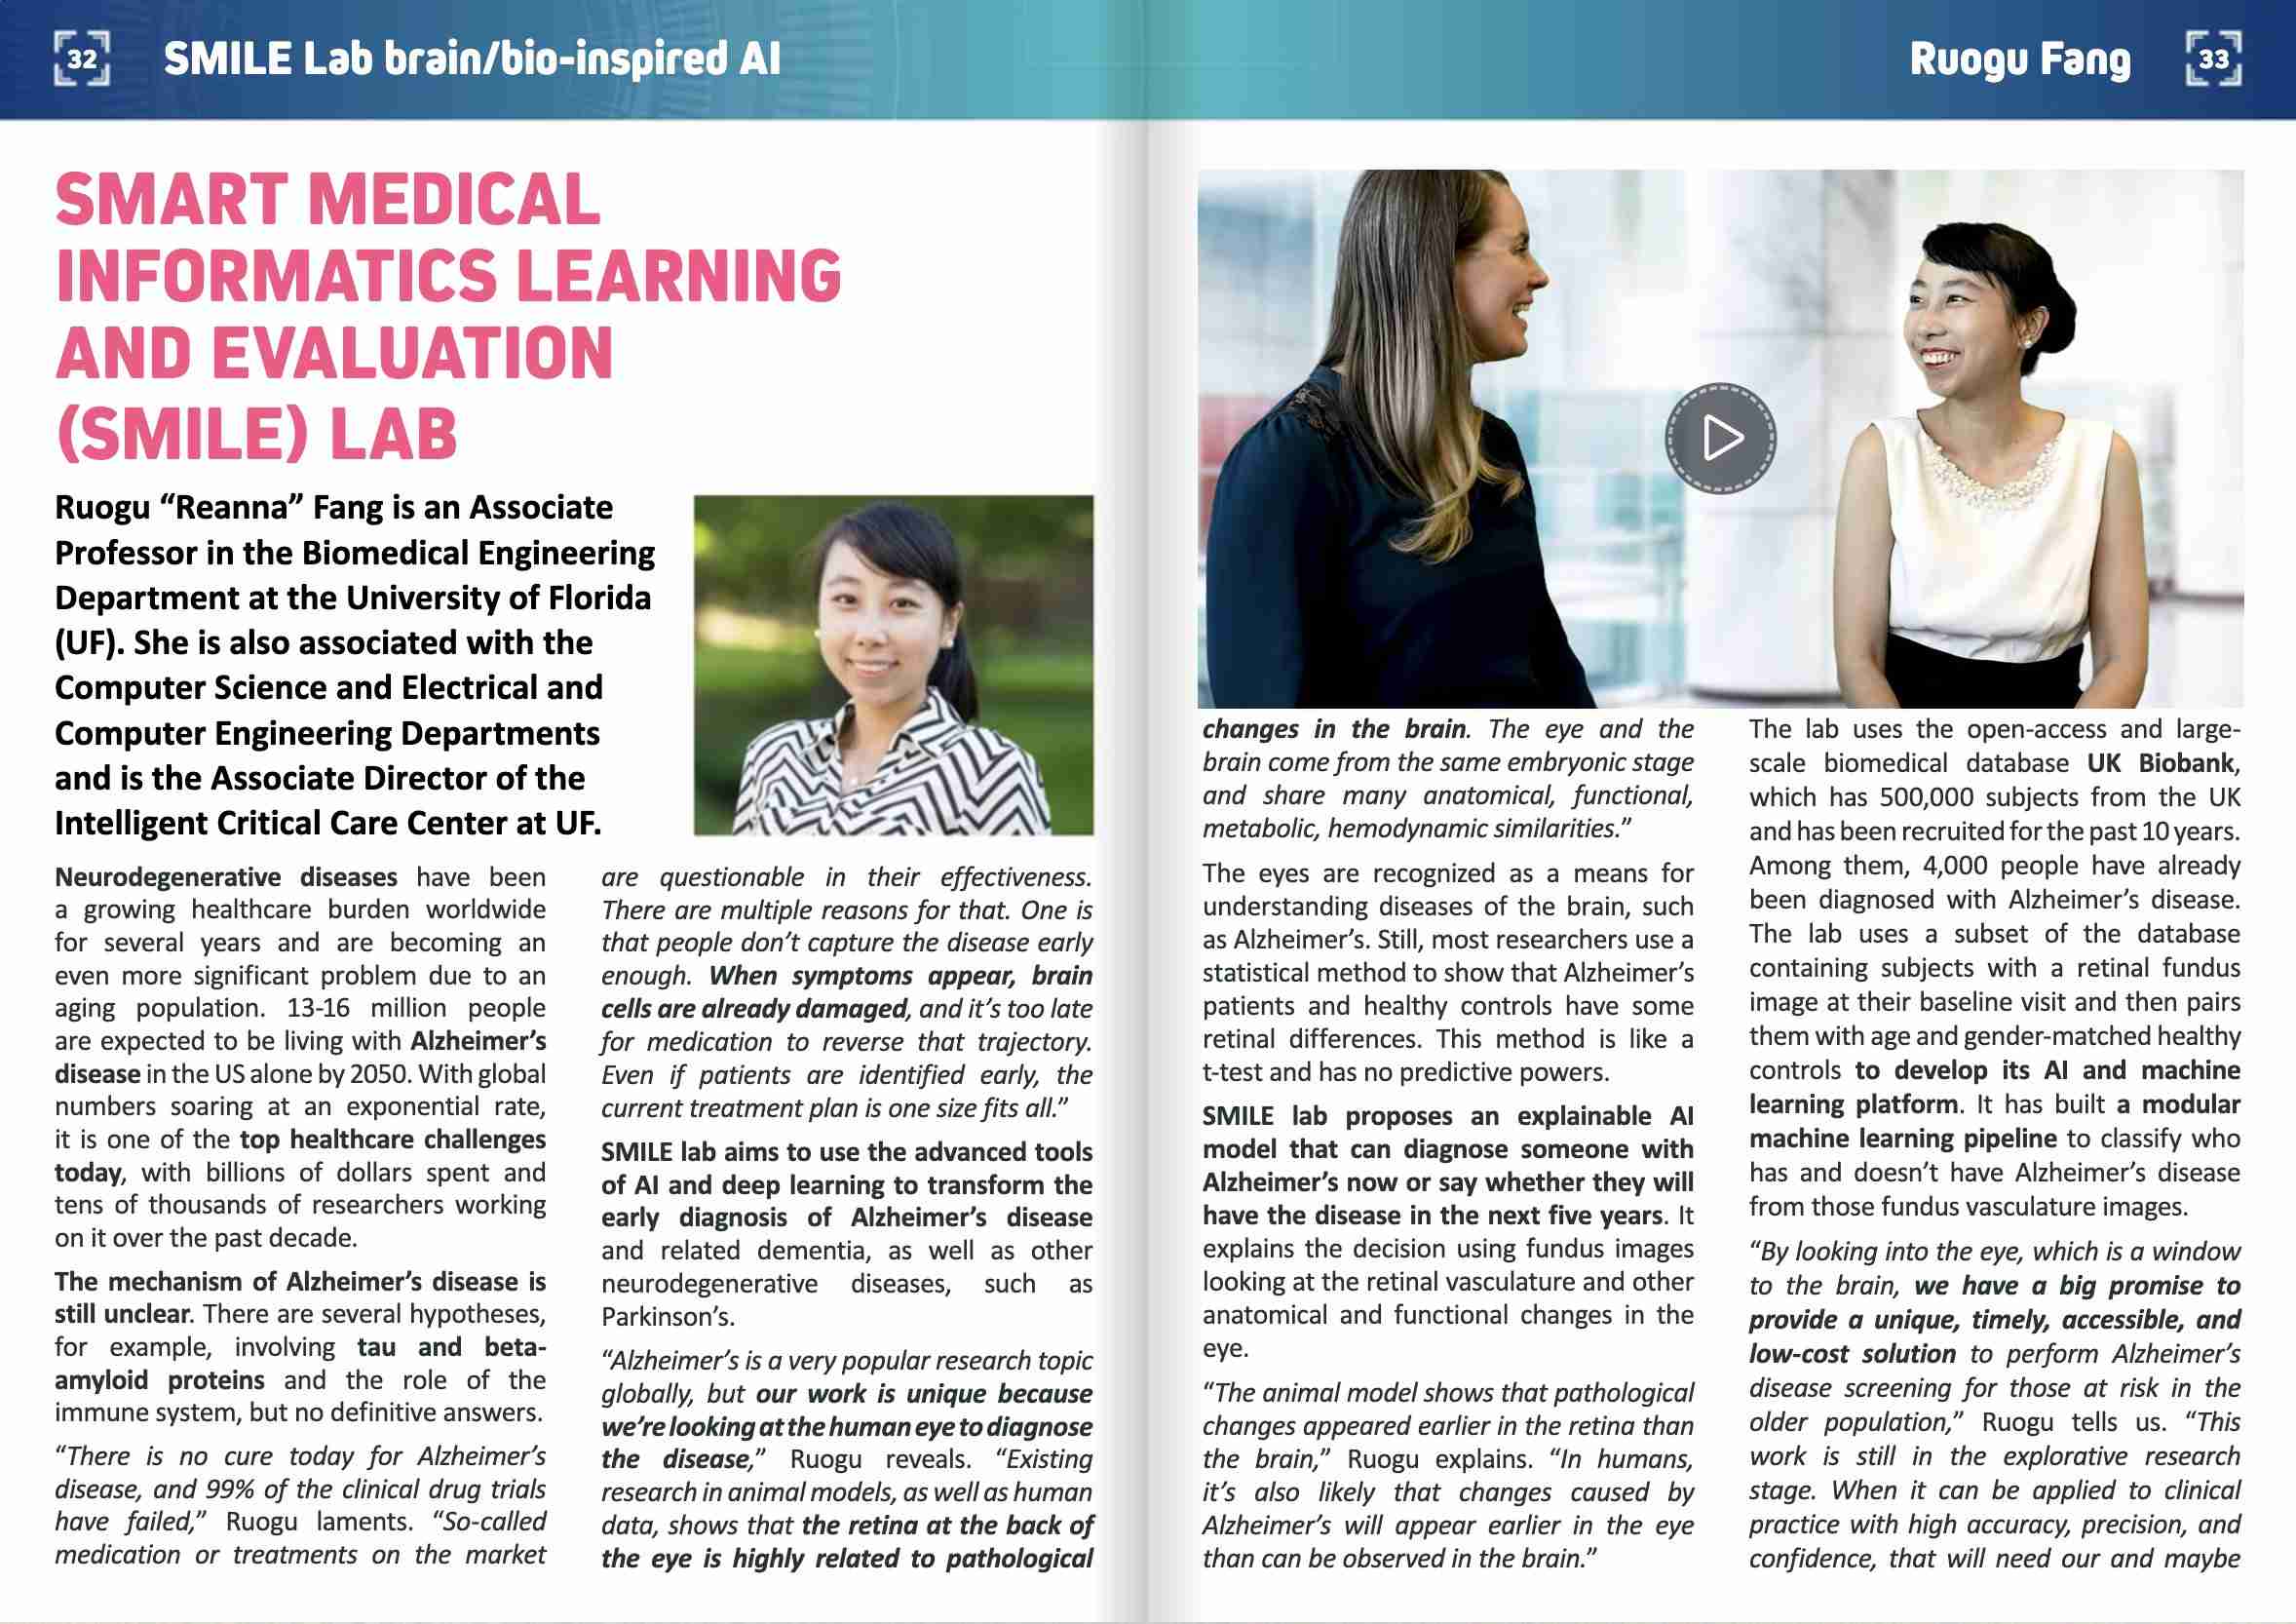 32
SMILE Lab brain/bio-inspired AI
Ruogu Fang
33
SMART MEDICAL
INFORMATICS LEARNING
AND EVALUATION
(SMILE) LAB
Ruogu “Reanna” Fang is an Associate
Professor in the Biomedical Engineering
Department at the University of Florida
(UF). She is also associated with the
Computer Science and Electrical and
Computer Engineering Departments
and is the Associate Director of the
Intelligent Critical Care Center at UF.
Neurodegenerative diseases have been
a growing healthcare burden worldwide
for several years and are becoming an
even more significant problem due to an
aging population. 13-16 million people
are expected to be living with Alzheimer’s
disease in the US alone by 2050. With global
numbers soaring at an exponential rate,
it is one of the top healthcare challenges
today, with billions of dollars spent and
tens of thousands of researchers working
on it over the past decade.
The mechanism of Alzheimer’s disease is
still unclear. There are several hypotheses,
for example, involving tau and beta-
amyloid proteins and the role of the
immune system, but no definitive answers.
“There is no cure today for Alzheimer’s
disease, and 99% of the clinical drug trials
have failed,” Ruogu laments. “So-called
medication or treatments on the market
are questionable in their effectiveness.
There are multiple reasons for that. One is
that people don’t capture the disease early
enough. When symptoms appear, brain
cells are already damaged, and it’s too late
for medication to reverse that trajectory.
Even if patients are identified early, the
current treatment plan is one size fits all.”
SMILE lab aims to use the advanced tools
of AI and deep learning to transform the
early diagnosis of Alzheimer’s disease
and related dementia, as well as other
neurodegenerative diseases, such as
Parkinson’s.
“Alzheimer’s is a very popular research topic
globally, but our work is unique because
we’re looking at the human eye to diagnose
the disease,” Ruogu reveals. “Existing
research in animal models, as well as human
data, shows that the retina at the back of
the eye is highly related to pathological
changes in the brain. The eye and the
brain come from the same embryonic stage
and share many anatomical, functional,
metabolic, hemodynamic similarities.”
The eyes are recognized as a means for
understanding diseases of the brain, such
as Alzheimer’s. Still, most researchers use a
statistical method to show that Alzheimer’s
patients and healthy controls have some
retinal differences. This method is like a
t-test and has no predictive powers.
SMILE lab proposes an explainable AI
model that can diagnose someone with
Alzheimer’s now or say whether they will
have the disease in the next five years. It
explains the decision using fundus images
looking at the retinal vasculature and other
anatomical and functional changes in the
eye.
“The animal model shows that pathological
changes appeared earlier in the retina than
the brain,” Ruogu explains. “In humans,
it’s also likely that changes caused by
Alzheimer’s will appear earlier in the eye
than can be observed in the brain.”
The lab uses the open-access and large-
scale biomedical database UK Biobank,
which has 500,000 subjects from the UK
and has been recruited for the past 10 years.
Among them, 4,000 people have already
been diagnosed with Alzheimer’s disease.
The lab uses a subset of the database
containing subjects with a retinal fundus
image at their baseline visit and then pairs
them with age and gender-matched healthy
controls to develop its AI and machine
learning platform. It has built a modular
machine learning pipeline to classify who
has and doesn’t have Alzheimer’s disease
from those fundus vasculature images.
“By looking into the eye, which is a window
to the brain, we have a big promise to
provide a unique, timely, accessible, and
low-cost solution to perform Alzheimer’s
disease screening for those at risk in the
older population,” Ruogu tells us. “This
work is still in the explorative research
stage. When it can be applied to clinical
practice with high accuracy, precision, and
confidence, that will need our and maybe